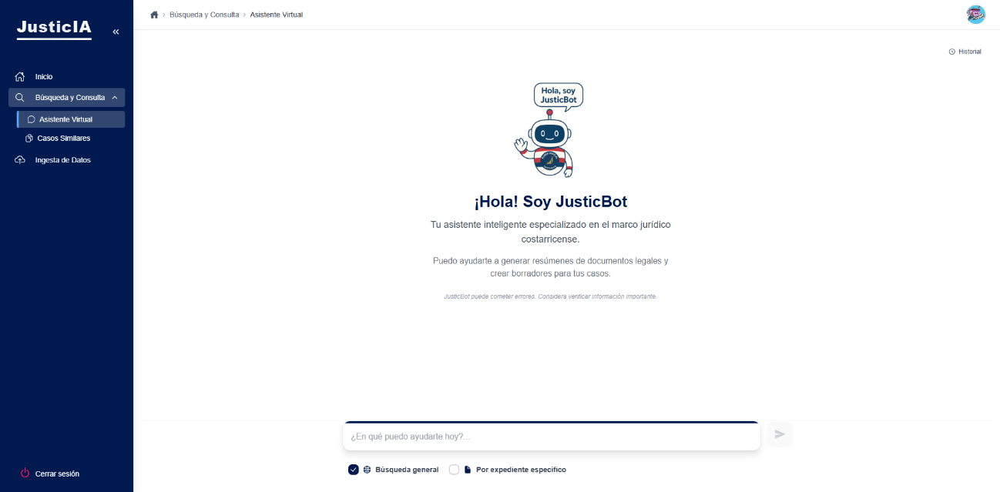 JusticIA
«
Inicio
Búsqueda y Consulta
Asistente Virtual
Casos Similares
Ingesta de Datos
Cerrar sesión
› Búsqueda y Consulta › Asistente Virtual
Historial
Hola, soy
JusticBot
¡Hola! Soy JusticBot
Tu asistente inteligente especializado en el marco jurídico
costarricense.
Puedo ayudarte a generar resúmenes de documentos legales y
crear borradores para tus casos.
JusticBot puede cometer errores. Considera verificar información importante.
¿En qué puedo ayudarte hoy?...
Búsqueda general Por expediente específico